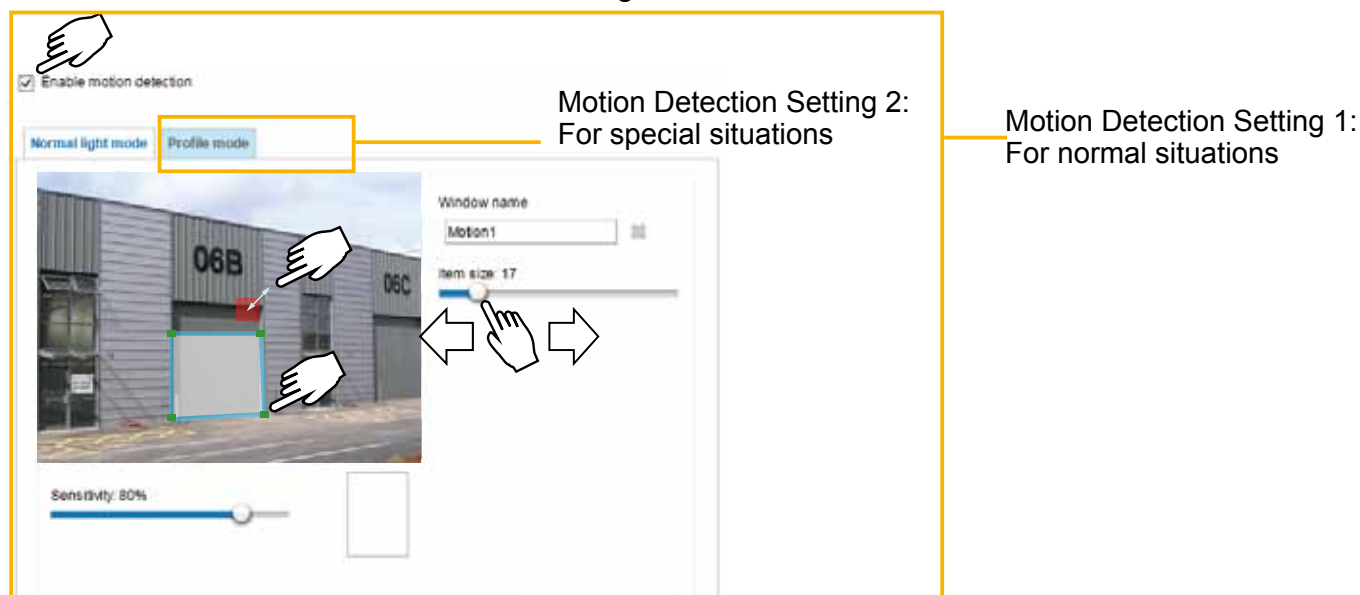 Enable motion detection
Motion Detection Setting 2:
For special situations
Motion Detection Setting 1:
For normal situations
Normal light mode
Profile mode
Window name
Motion1
Item size: 17
06B
06C
Sensitivity: 80%